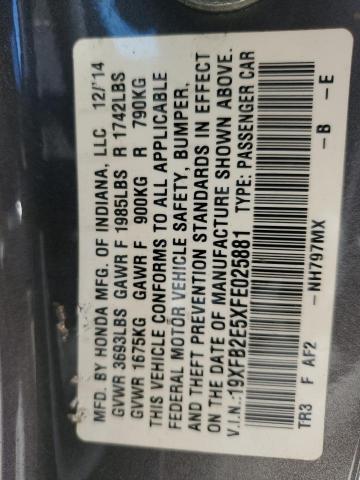 MFD. BY HONDA MFG. OF INDIANA, LLC 12/'14
GVWR 3693LBS GAWR F 1985LBS R 1742LBS
GVWR 1675KG GAWR F 900KG R 790KG
THIS VEHICLE CONFORMS TO ALL APPLICABLE
FEDERAL MOTOR VEHICLE SAFETY, BUMPER,
AND THEFT PREVENTION STANDARDS IN EFFECT
ON THE DATE OF MANUFACTURE SHOWN ABOVE.
V.I.N.:19XFB2E5XFE025881 TYPE: PASSENGER CAR
-NH797MX -B -E
TR3 F AF2